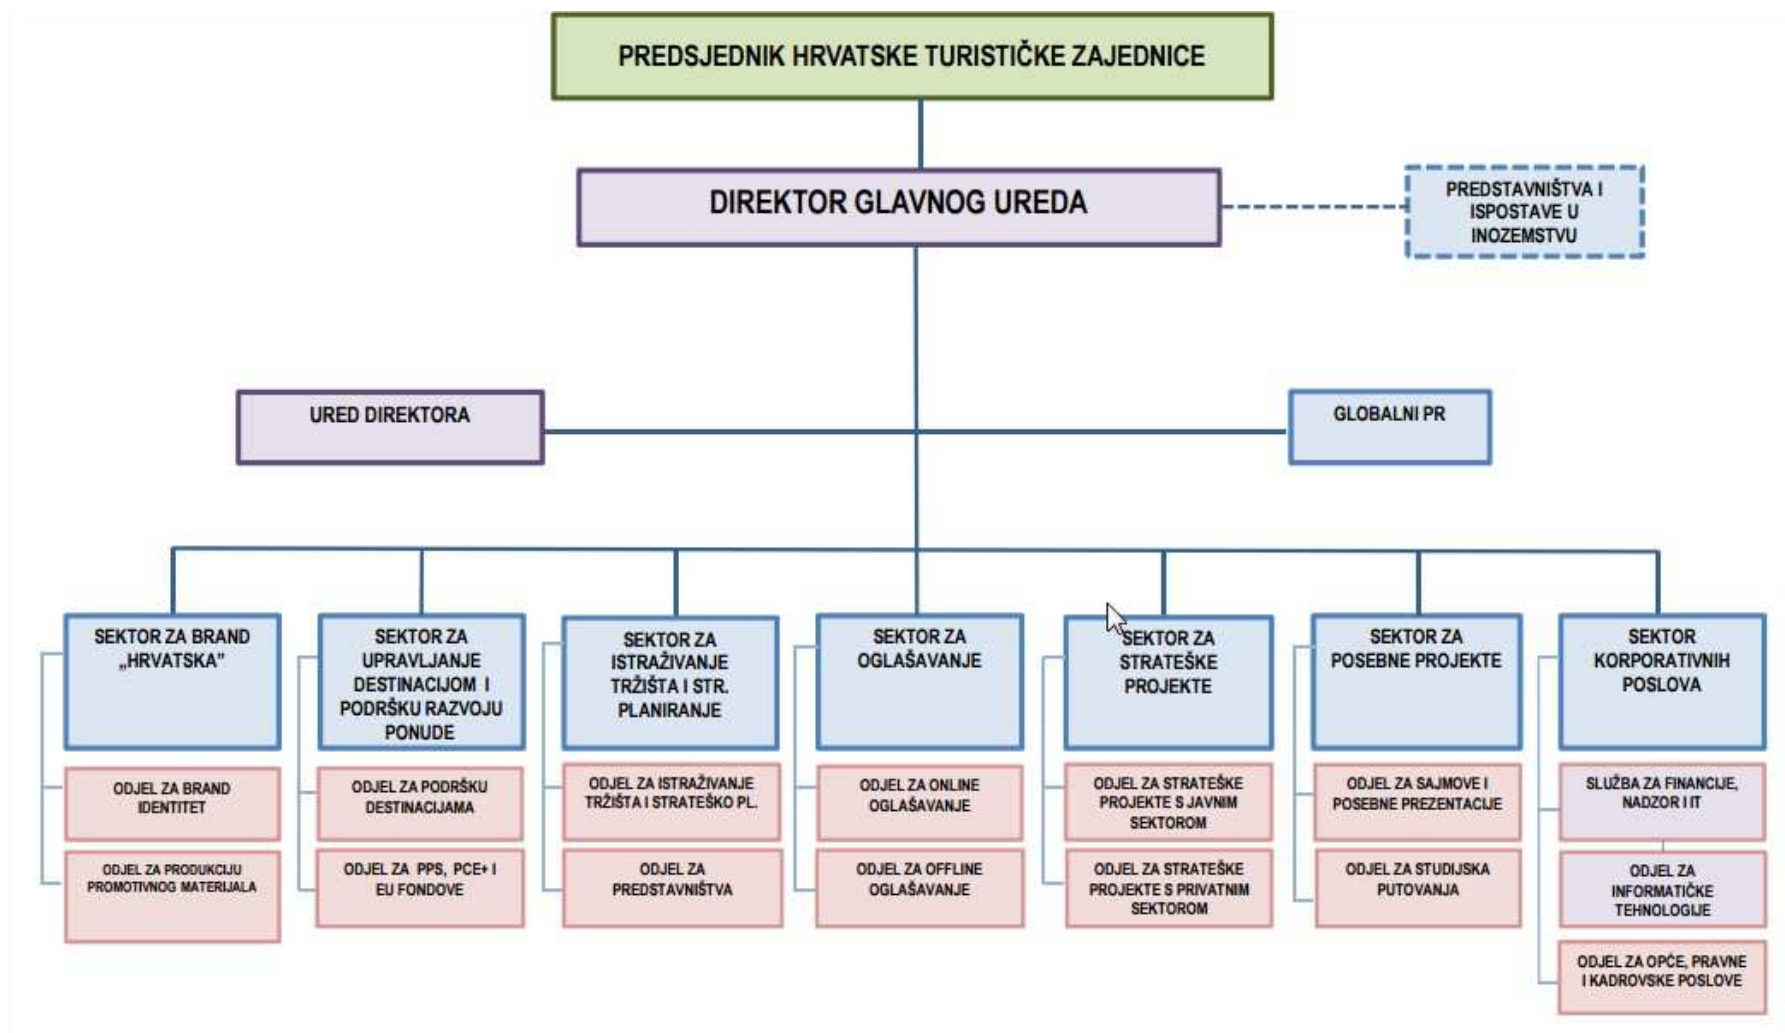 PREDSJEDNIK HRVATSKE TURISTIČKE ZAJEDNICE
DIREKTOR GLAVNOG UREDA
PREDSTAVNIŠTVA I
ISPOSTAVE U
INOZEMSTVU
URED DIREKTORA
GLOBALNI PR
SEKTOR ZA BRAND
„HRVATSKA”
SEKTOR ZA
UPRAVLJANJE
DESTINACIJOM I
PODRŠKU RAZVOJU
PONUDE
SEKTOR ZA
ISTRAŽIVANJE
TRŽIŠTA I STR.
PLANIRANJE
SEKTOR ZA
OGLAŠAVANJE
SEKTOR ZA
STRATEŠKE
PROJEKTE
SEKTOR ZA
POSEBNE PROJEKTE
SEKTOR
KORPORATIVNIH
POSLOVA
ODJEL ZA BRAND
IDENTITET
ODJEL ZA PODRŠKU
DESTINACIJAMA
ODJEL ZA ISTRAŽIVANJE
TRŽIŠTA I STRATEŠKO PL.
ODJEL ZA ONLINE
OGLAŠAVANJE
ODJEL ZA STRATEŠKE
PROJEKTE S JAVNIM
SEKTOROM
ODJEL ZA SAJMOVE I
POSEBNE PREZENTACIJE
SLUŽBA ZA FINANCIJE,
NADZOR I IT
ODJEL ZA PRODUKCIJU
PROMOTIVNOG MATERIJALA
ODJEL ZA PPS, PCE+ I
EU FONDOVE
ODJEL ZA
PREDSTAVNIŠTVA
ODJEL ZA OFFLINE
OGLAŠAVANJE
ODJEL ZA STRATEŠKE
PROJEKTE S PRIVATNIM
SEKTOROM
ODJEL ZA STUDIJSKA
PUTOVANJA
ODJEL ZA
INFORMATIČKE
TEHNOLOGIJE
ODJEL ZA OPĆE, PRAVNE
I KADROVSKE POSLOVE